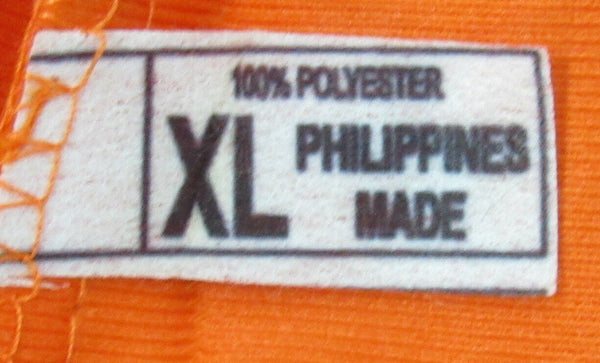 100% POLYESTER
XL
PHILIPPINES
MADE